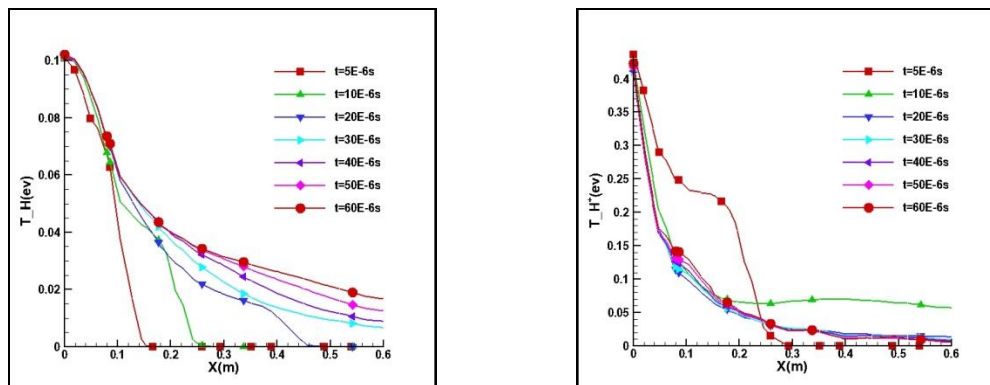 T_H(ev)
0.1
0.08
0.06
0.04
0.02
0
0 0.1 0.2 0.3 0.4 0.5 0.6
X(m)
t=5E-6s
t=10E-6s
t=20E-6s
t=30E-6s
t=40E-6s
t=50E-6s
t=60E-6s
T_H⁺(ev)
0.4
0.35
0.3
0.25
0.2
0.15
0.1
0.05
0
0 0.1 0.2 0.3 0.4 0.5 0.6
X(m)
t=5E-6s
t=10E-6s
t=20E-6s
t=30E-6s
t=40E-6s
t=50E-6s
t=60E-6s